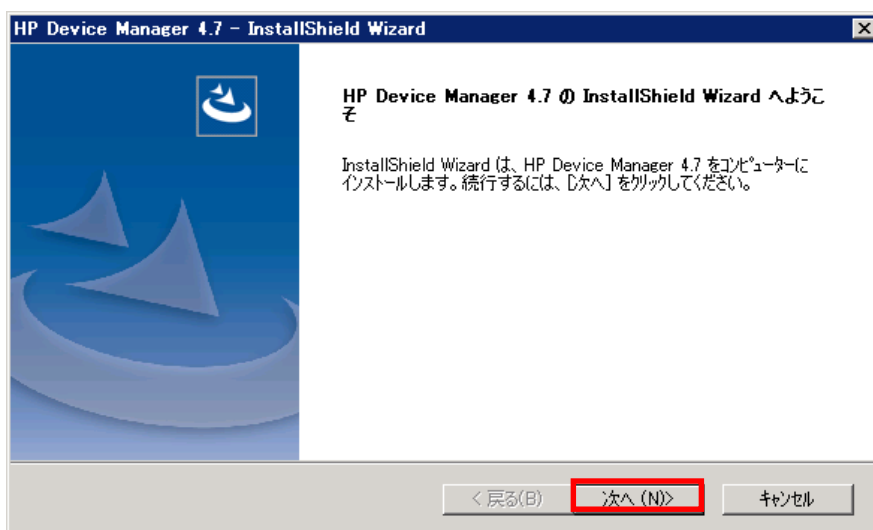 HP Device Manager 4.7 - InstallShield Wizard
HP Device Manager 4.7 の InstallShield Wizard へようこ
そ
InstallShield Wizard は、HP Device Manager 4.7 をコンピューターに
インストールします。続行するには、[次へ] をクリックしてください。
< 戻る(B)
次へ (N)>
キャンセル